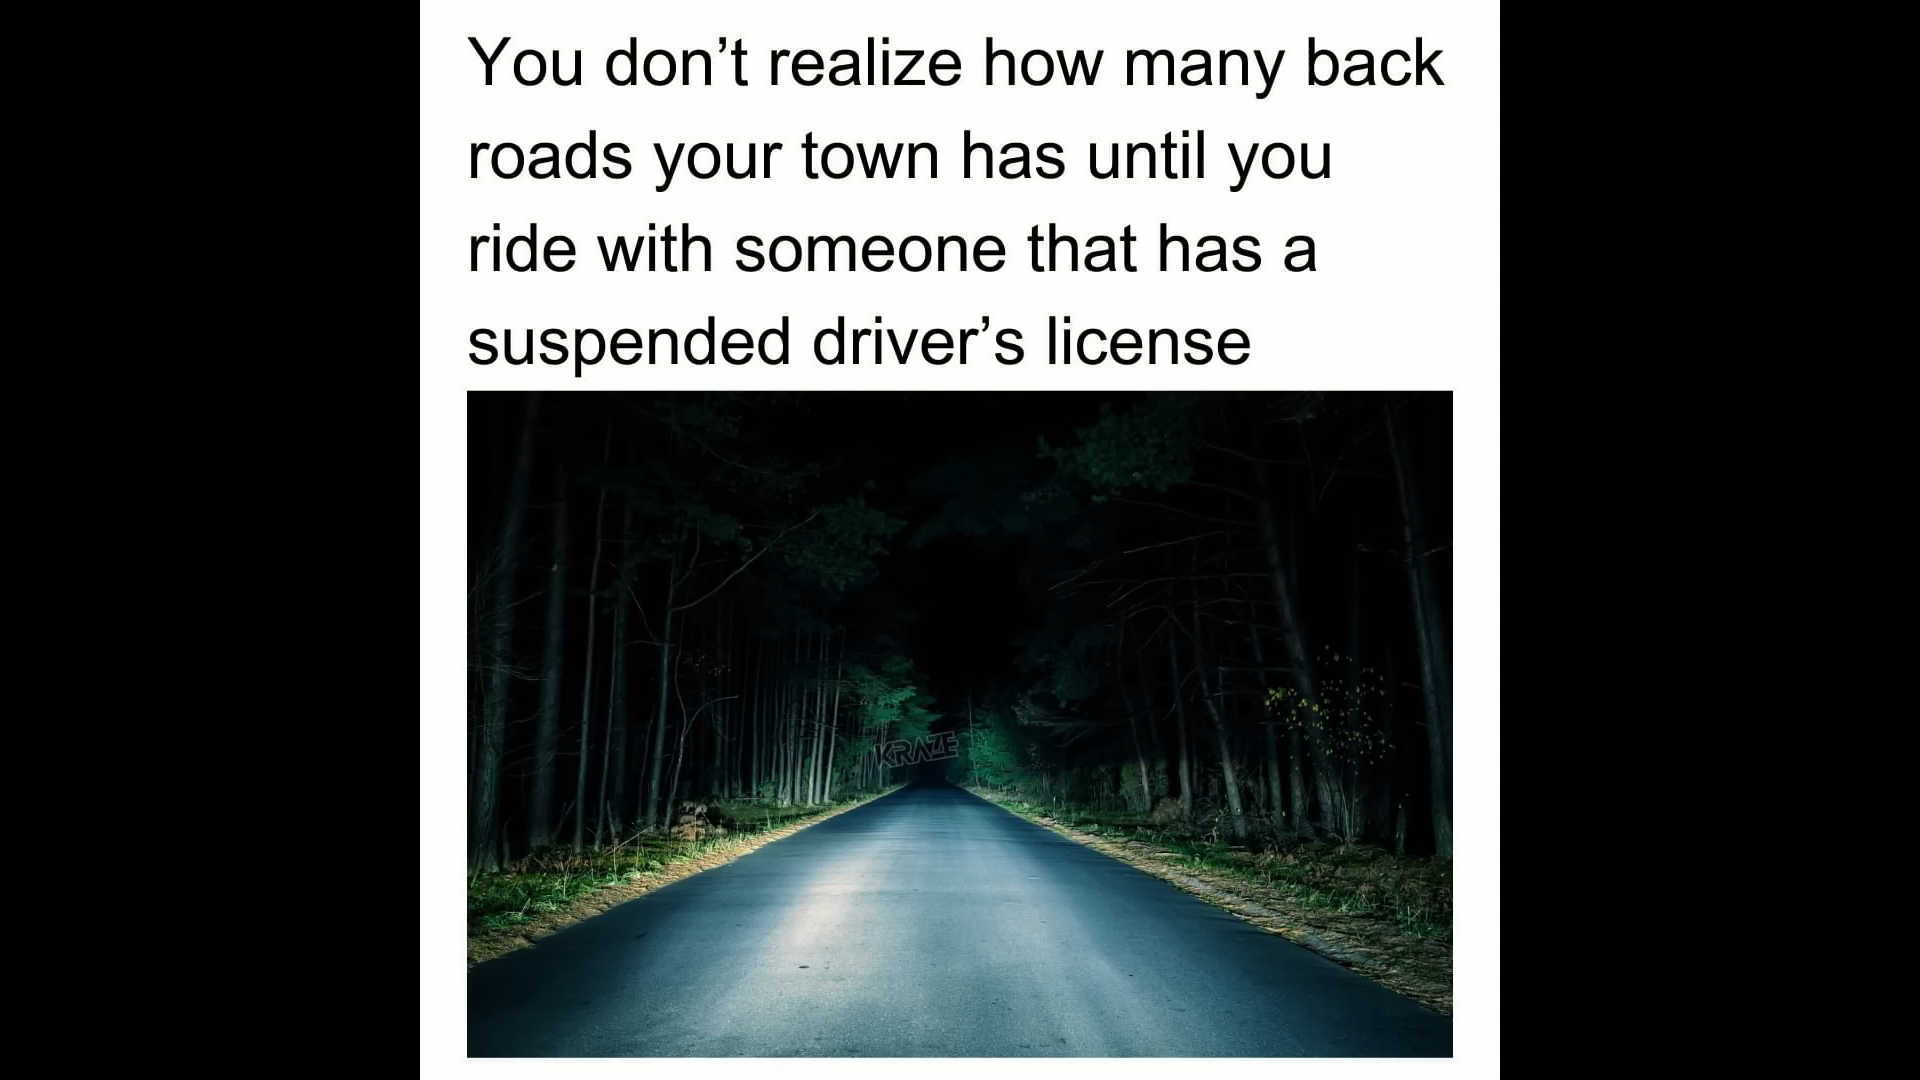 You don’t realize how many back
roads your town has until you
ride with someone that has a
suspended driver’s license
KRAZE